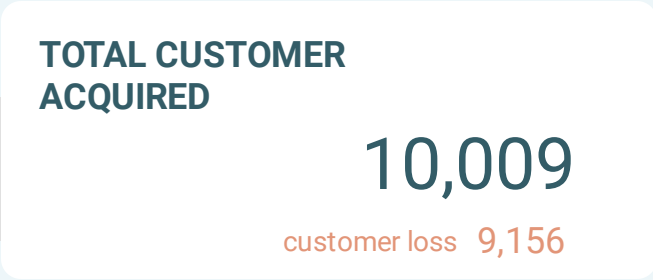 TOTAL CUSTOMER
ACQUIRED
10,009
customer loss 9,156